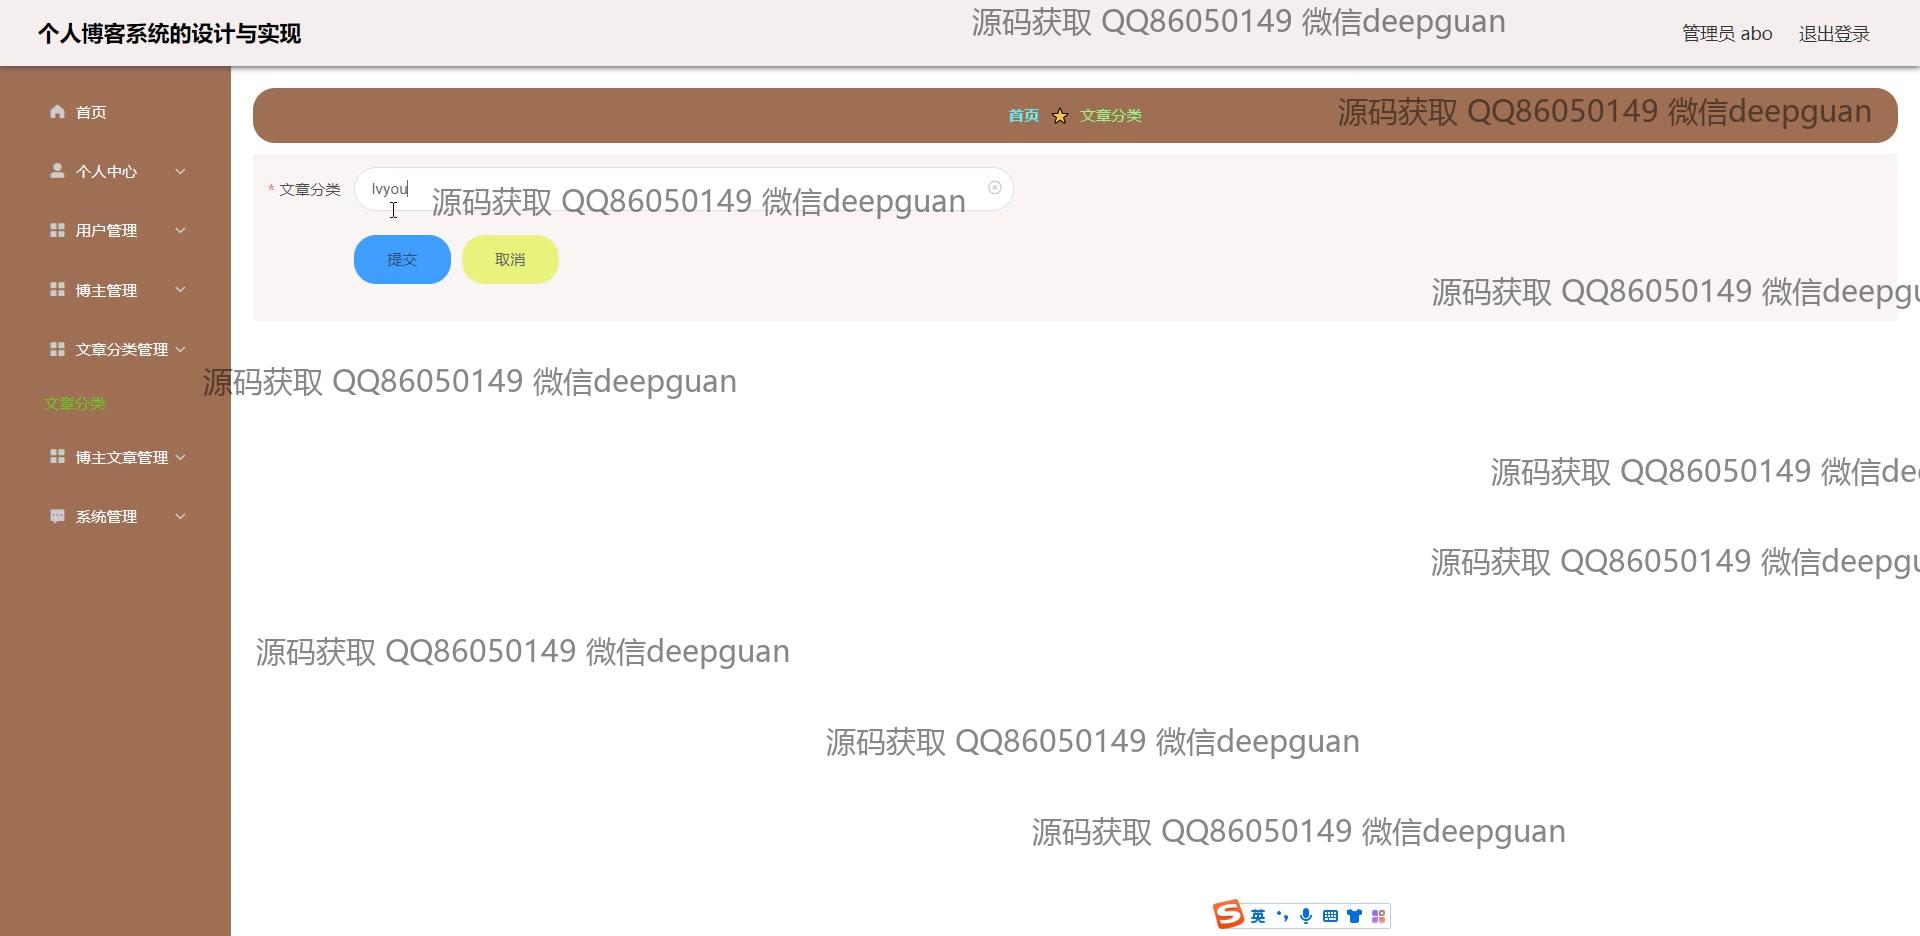 个人博客系统的设计与实现
源码获取 QQ86050149 微信deepguan
管理员 abo
退出登录
首页
首页
文章分类
源码获取 QQ86050149 微信deepguan
个人中心
* 文章分类
lvyou
源码获取 QQ86050149 微信deepguan
用户管理
提交
取消
博主管理
源码获取 QQ86050149 微信deepgu
文章分类管理
源码获取 QQ86050149 微信deepguan
文章分类
博主文章管理
源码获取 QQ86050149 微信de
系统管理
源码获取 QQ86050149 微信deepgu
源码获取 QQ86050149 微信deepguan
源码获取 QQ86050149 微信deepguan
源码获取 QQ86050149 微信deepguan
S 英